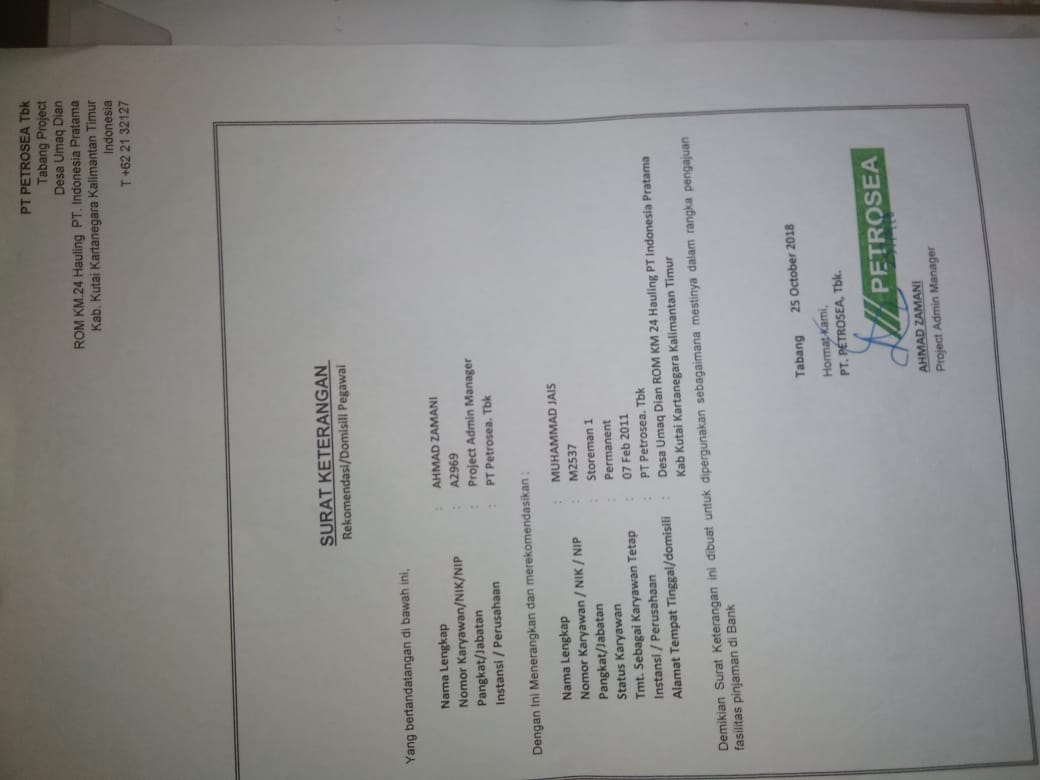 PT PETROSEA Tbk
Tabang Project
Desa Umaq Dian
ROM KM.24 Hauling PT. Indonesia Pratama
Kab. Kutai Kartanegara Kalimantan Timur
Indonesia
T +62 21 32127
SURAT KETERANGAN
Rekomendasi/Domisili Pegawai
Yang bertandatangan di bawah ini,
Nama Lengkap : AHMAD ZAMANI
Nomor Karyawan/NIK/NIP : A2969
Pangkat/Jabatan : Project Admin Manager
Instansi / Perusahaan : PT Petrosea. Tbk
Dengan Ini Menerangkan dan merekomendasikan :
Nama Lengkap : MUHAMMAD JAIS
Nomor Karyawan / NIK / NIP : M2537
Pangkat/Jabatan : Storeman 1
Status Karyawan : Permanent
Tmt. Sebagai Karyawan Tetap : 07 Feb 2011
Instansi / Perusahaan : PT Petrosea. Tbk
Alamat Tempat Tinggal/domisili : Desa Umaq Dian ROM KM 24 Hauling PT Indonesia Pratama
Kab Kutai Kartanegara Kalimantan Timur
Demikian Surat Keterangan ini dibuat untuk dipergunakan sebagaimana mestinya dalam rangka pengajuan
fasilitas pinjaman di Bank
Tabang 25 October 2018
Hormat Kami,
PT. PETROSEA, Tbk.
PETROSEA
AHMAD ZAMANI
Project Admin Manager